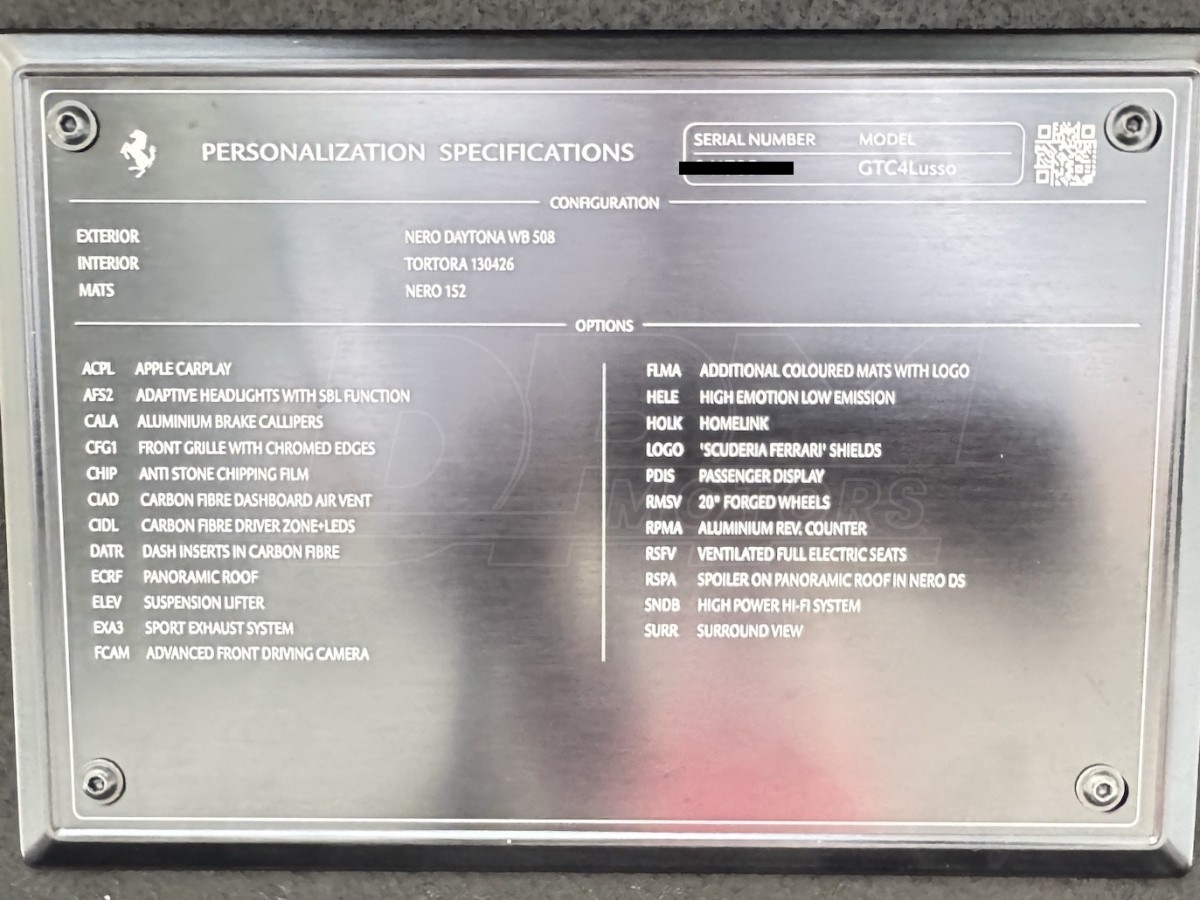 PERSONALIZATION SPECIFICATIONS
SERIAL NUMBER MODEL
GTC4Lusso
CONFIGURATION
EXTERIOR NERO DAYTONA WB 508
INTERIOR TORTORA 130426
MATS NERO 152
OPTIONS
ACPL APPLE CARPLAY
AFS2 ADAPTIVE HEADLIGHTS WITH SBL FUNCTION
CALA ALUMINIUM BRAKE CALLIPERS
CFG1 FRONT GRILLE WITH CHROMED EDGES
CHIP ANTI STONE CHIPPING FILM
CIAD CARBON FIBRE DASHBOARD AIR VENT
CIDL CARBON FIBRE DRIVER ZONE+LEDS
DATR DASH INSERTS IN CARBON FIBRE
ECRF PANORAMIC ROOF
ELEV SUSPENSION LIFTER
EXA3 SPORT EXHAUST SYSTEM
FCAM ADVANCED FRONT DRIVING CAMERA
FLMA ADDITIONAL COLOURED MATS WITH LOGO
HELE HIGH EMOTION LOW EMISSION
HOLK HOMELINK
LOGO 'SCUDERIA FERRARI' SHIELDS
PDIS PASSENGER DISPLAY
RMSV 20" FORGED WHEELS
RPMA ALUMINIUM REV. COUNTER
RSFV VENTILATED FULL ELECTRIC SEATS
RSPA SPOILER ON PANORAMIC ROOF IN NERO DS
SNDB HIGH POWER HI-FI SYSTEM
SURR SURROUND VIEW
DPM
MOTORS